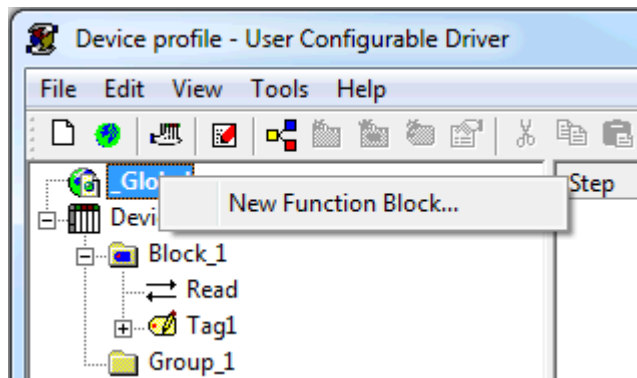 Device profile - User Configurable Driver
File Edit View Tools Help
Step
New Function Block...
Block_1
Read
Tag1
Group_1